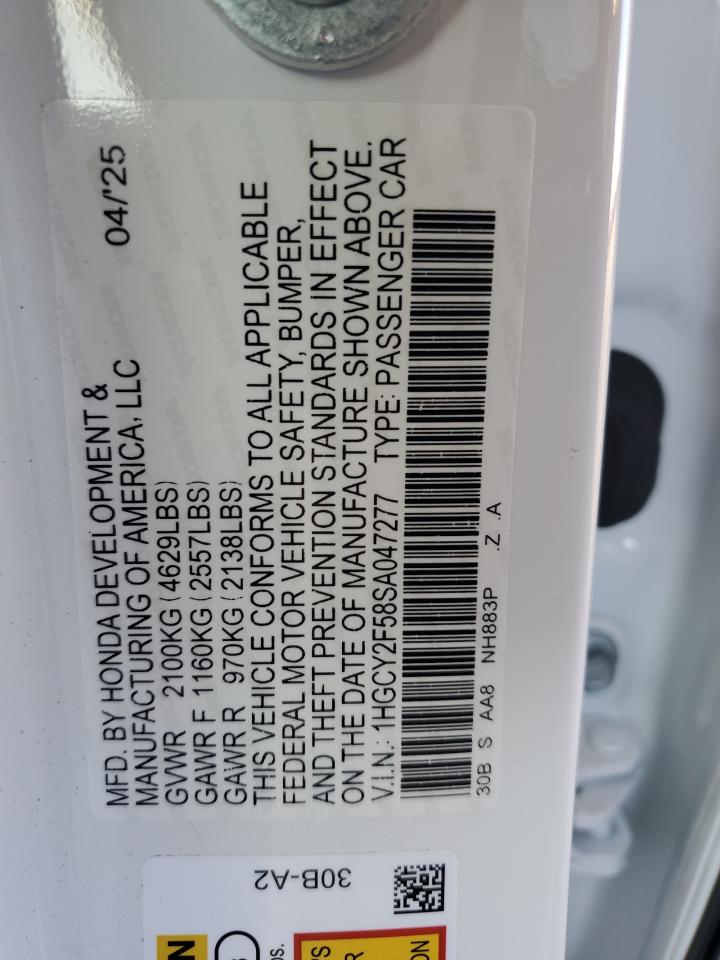 MFD. BY HONDA DEVELOPMENT & 04/'25
MANUFACTURING OF AMERICA, LLC
GVWR 2100KG (4629LBS)
GAWR F 1160KG (2557LBS)
GAWR R 970KG (2138LBS)
THIS VEHICLE CONFORMS TO ALL APPLICABLE
FEDERAL MOTOR VEHICLE SAFETY, BUMPER,
AND THEFT PREVENTION STANDARDS IN EFFECT
ON THE DATE OF MANUFACTURE SHOWN ABOVE.
V.I.N.: 1HGCY2F58SA047277 TYPE: PASSENGER CAR
30B S AA8 NH883P .Z .A
30B-A2